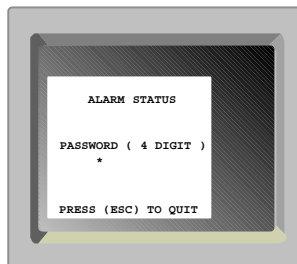 ALARM STATUS
PASSWORD ( 4 DIGIT )
*
PRESS (ESC) TO QUIT